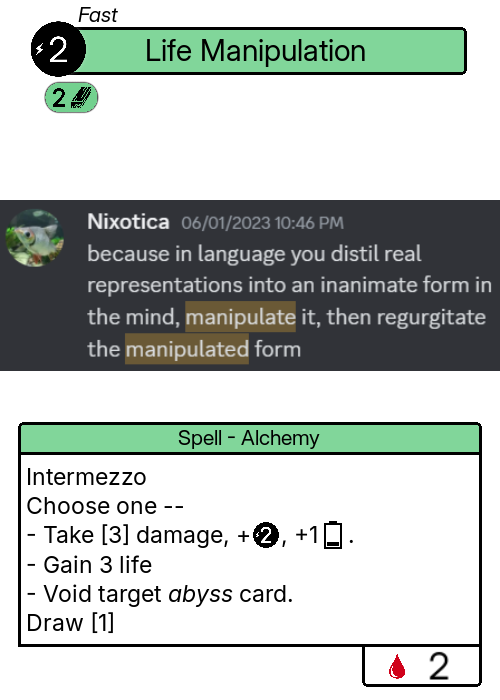 Fast
2 Life Manipulation
2
Nixotica 06/01/2023 10:46 PM
because in language you distil real
representations into an inanimate form in
the mind, manipulate it, then regurgitate
the manipulated form
Spell - Alchemy
Intermezzo
Choose one --
- Take [3] damage, +2, +1 .
- Gain 3 life
- Void target abyss card.
Draw [1]
2